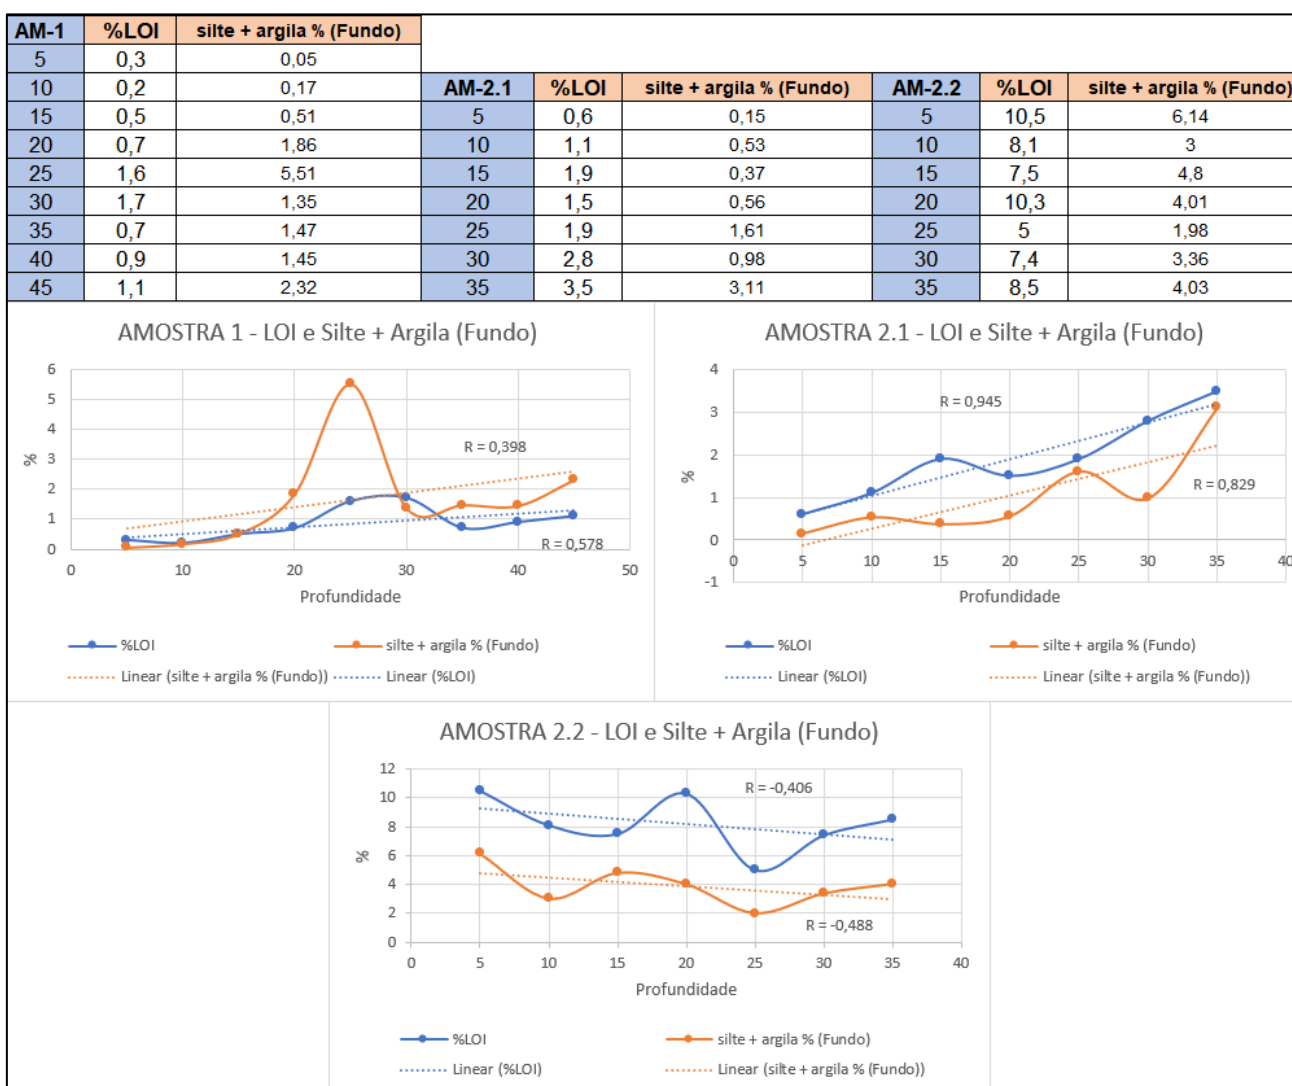 AM-1 %LOI silte + argila % (Fundo)
5 0,3 0,05
10 0,2 0,17 AM-2.1 %LOI silte + argila % (Fundo) AM-2.2 %LOI silte + argila % (Fundo)
15 0,5 0,51 5 0,6 0,15 5 10,5 6,14
20 0,7 1,86 10 1,1 0,53 10 8,1 3
25 1,6 5,51 15 1,9 0,37 15 7,5 4,8
30 1,7 1,35 20 1,5 0,56 20 10,3 4,01
35 0,7 1,47 25 1,9 1,61 25 5 1,98
40 0,9 1,45 30 2,8 0,98 30 7,4 3,36
45 1,1 2,32 35 3,5 3,11 35 8,5 4,03
AMOSTRA 1 - LOI e Silte + Argila (Fundo)
6
5
4
3
2
1
0
%
R = 0,398
R = 0,578
0 10 20 30 40 50
Profundidade
%LOI silte + argila % (Fundo)
Linear (silte + argila % (Fundo)) Linear (%LOI)
AMOSTRA 2.1 - LOI e Silte + Argila (Fundo)
4
3
2
1
0
-1
%
R = 0,945
R = 0,829
0 5 10 15 20 25 30 35 40
Profundidade
%LOI silte + argila % (Fundo)
Linear (%LOI) Linear (silte + argila % (Fundo))
AMOSTRA 2.2 - LOI e Silte + Argila (Fundo)
12
10
8
6
4
2
0
%
R = -0,406
R = -0,488
0 5 10 15 20 25 30 35 40
Profundidade
%LOI silte + argila % (Fundo)
Linear (%LOI) Linear (silte + argila % (Fundo))